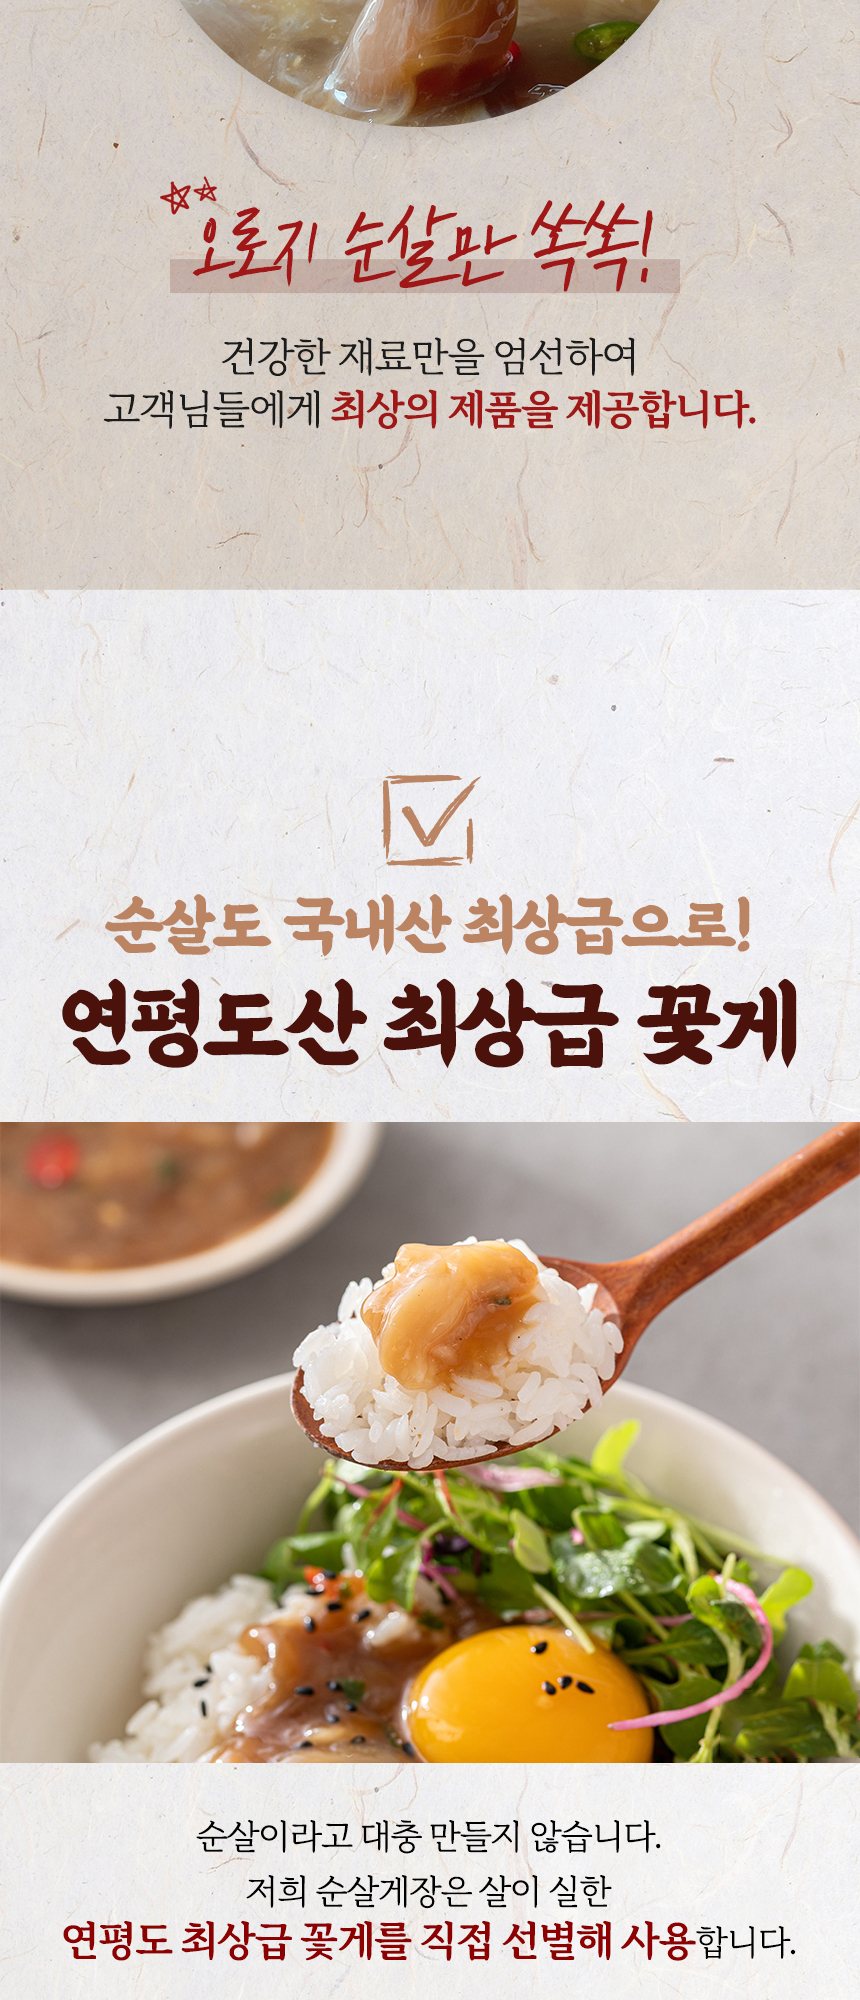 오로지 순살만 쏙쏙!
건강한 재료만을 엄선하여
고객님들에게 최상의 제품을 제공합니다.
순살도 국내산 최상급으로!
연평도산 최상급 꽃게
순살이라고 대충 만들지 않습니다.
저희 순살게장은 살이 실한
연평도 최상급 꽃게를 직접 선별해 사용합니다.